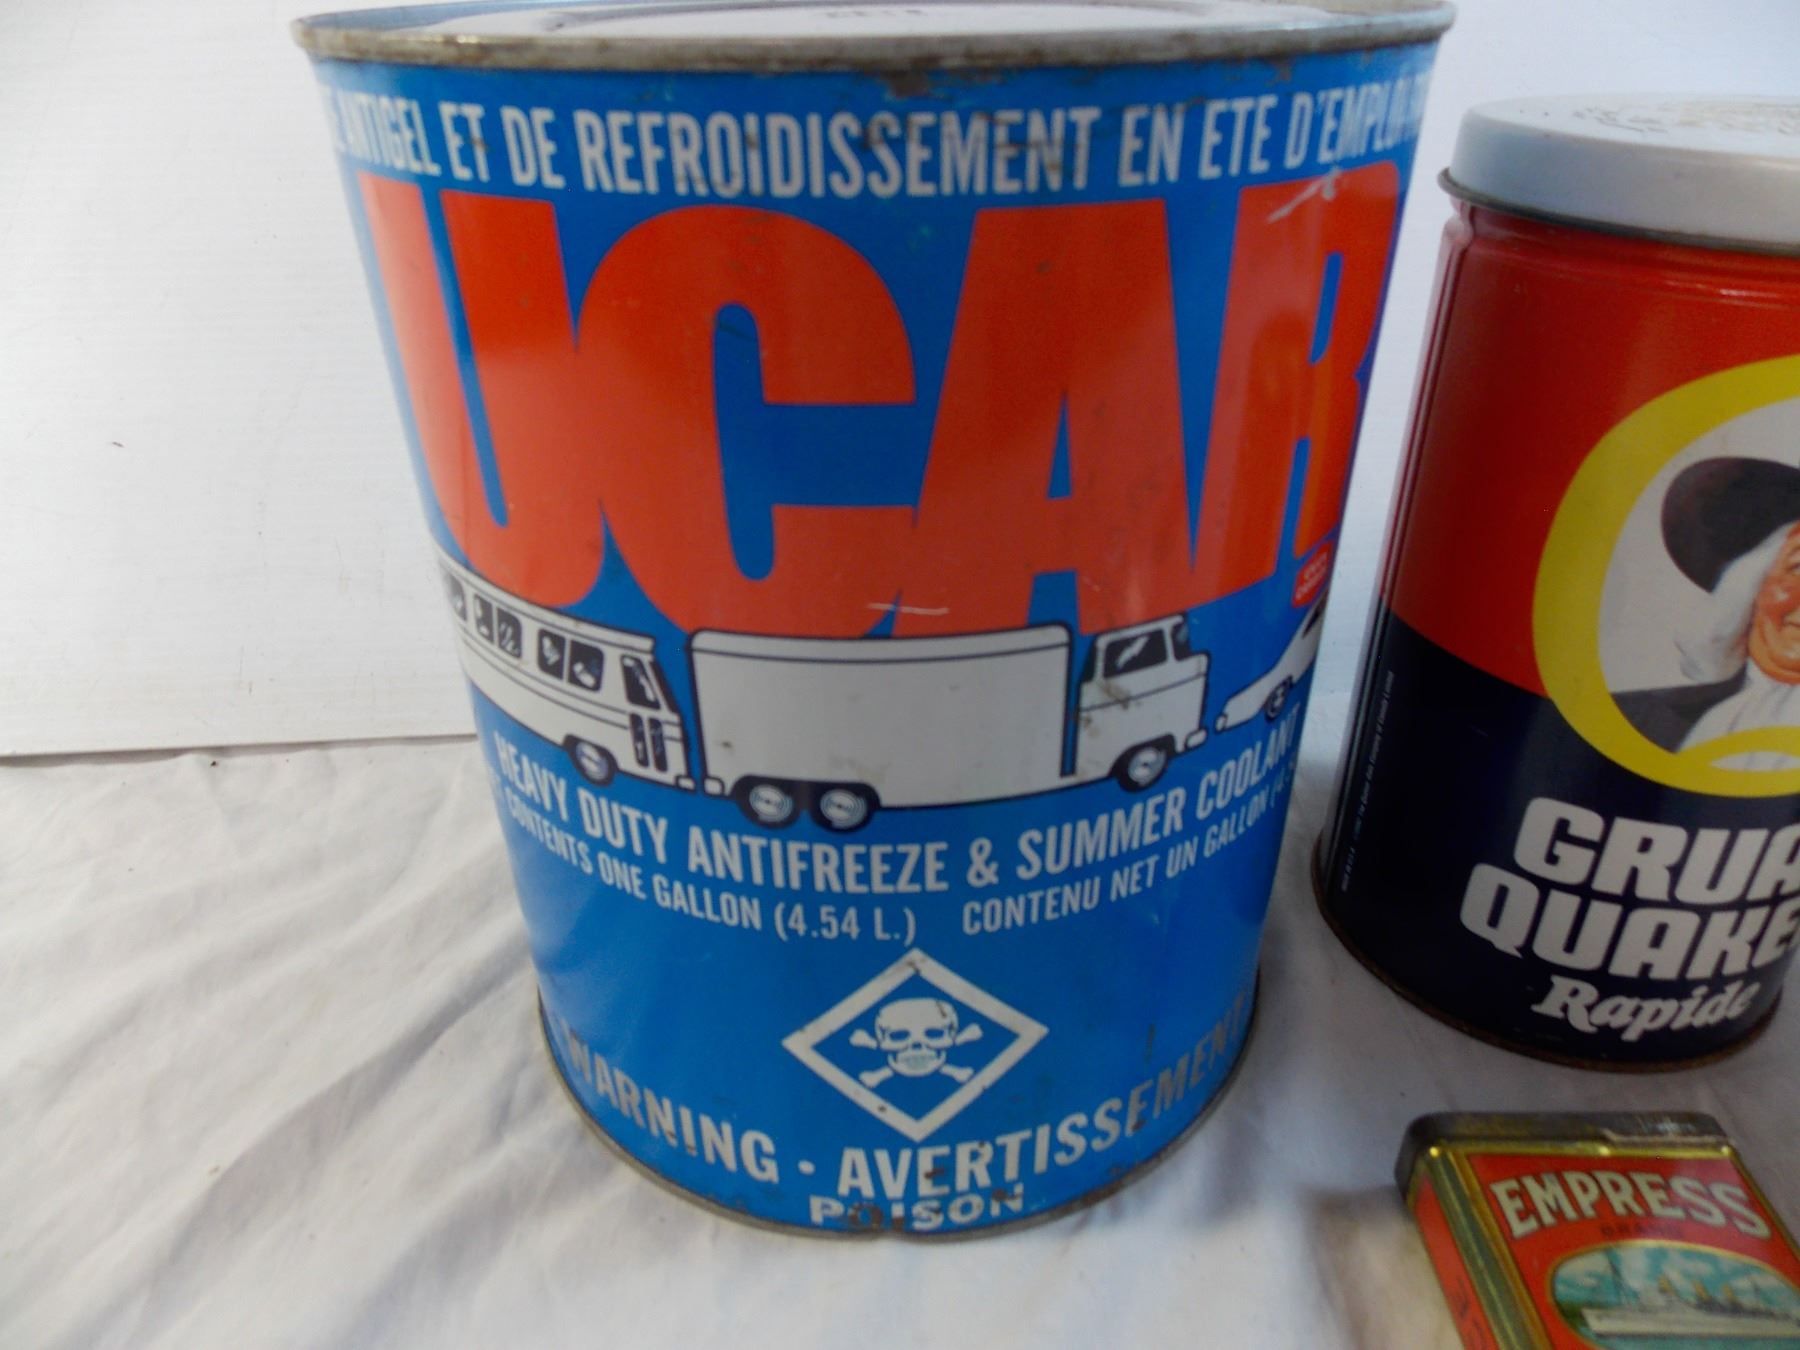 ANTIGEL ET DE REFROIDISSEMENT EN ETE D'EMPLOI
UCAR
HEAVY DUTY ANTIFREEZE & SUMMER COOLANT
CONTENTS ONE GALLON (4.54 L.) CONTENU NET UN GALLON
WARNING · AVERTISSEMENT
POISON
GRUA
QUAKE
Rapide
EMPRESS
BRAND